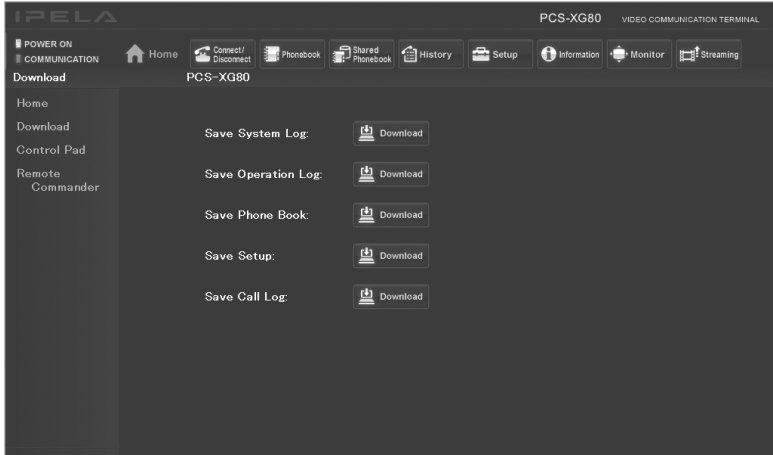 IPELA
PCS-XG80 VIDEO COMMUNICATION TERMINAL
POWER ON
COMMUNICATION
Home
Connect/
Disconnect
Phonebook
Shared
Phonebook
History
Setup
Information
Monitor
Streaming
Download PCS-XG80
Home
Download
Control Pad
Remote
Commander
Save System Log: Download
Save Operation Log: Download
Save Phone Book: Download
Save Setup: Download
Save Call Log: Download